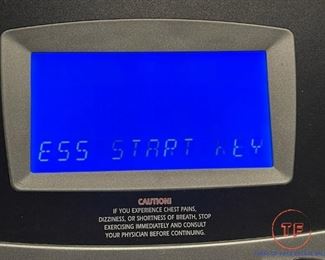 ESS START KEY
CAUTION!
IF YOU EXPERIENCE CHEST PAINS,
DIZZINESS, OR SHORTNESS OF BREATH, STOP
EXERCISING IMMEDIATELY AND CONSULT
YOUR PHYSICIAN BEFORE CONTINUING.
TF